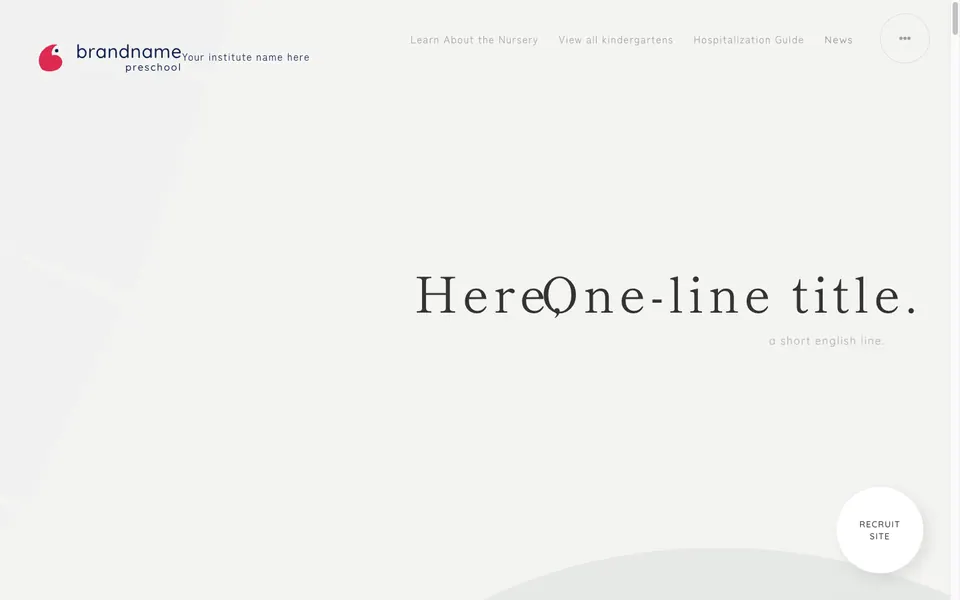 brandname
preschool
Your institute name here
Learn About the Nursery
View all kindergartens
Hospitalization Guide
News
Here, One-line title.
a short english line.
RECRUIT
SITE